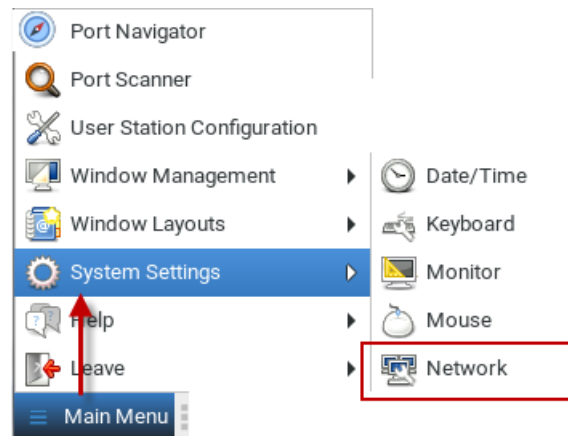 Port Navigator
Port Scanner
User Station Configuration
Window Management
Window Layouts
System Settings
Help
Leave
Main Menu
Date/Time
Keyboard
Monitor
Mouse
Network